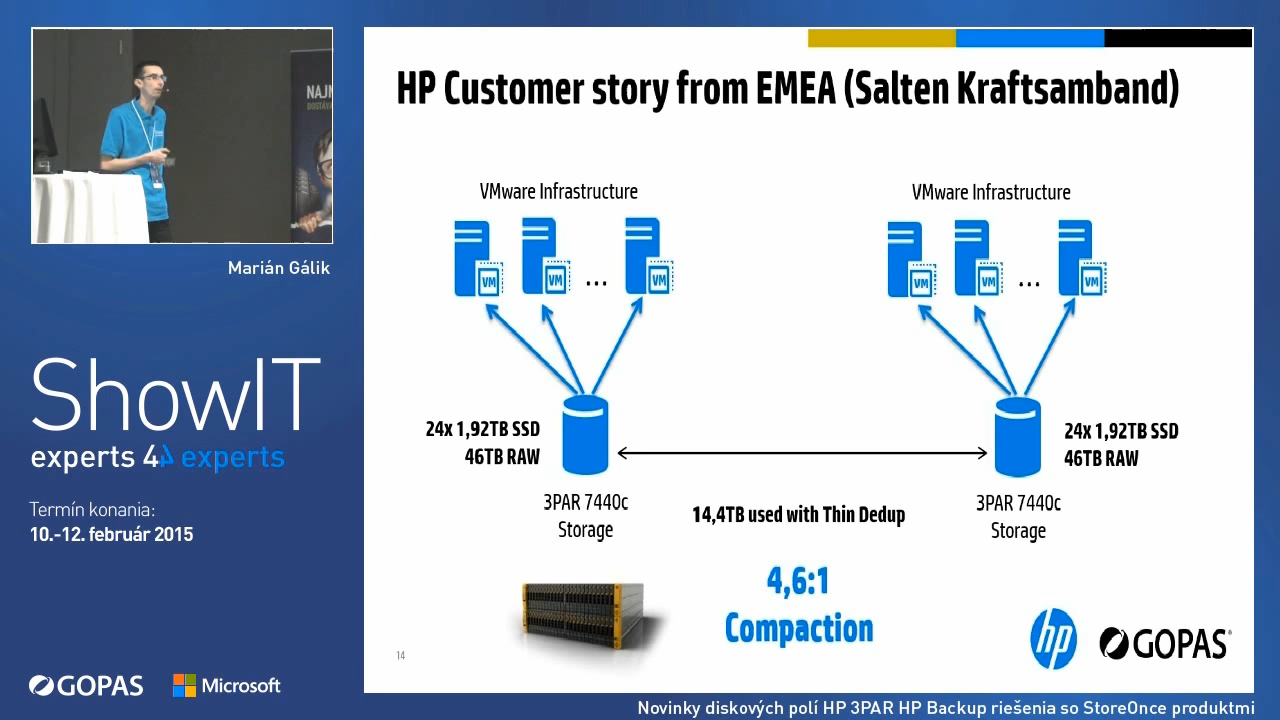 NAJN
DOSTÁVA
Marián Gálik
ShowIT
experts 4 experts
Termín konania:
10.-12. február 2015
GOPAS
Microsoft
HP Customer story from EMEA (Salten Kraftsamband)
VMware Infrastructure
VMware Infrastructure
VM
VM
...
VM
VM
VM
...
VM
24x 1,92TB SSD
46TB RAW
24x 1,92TB SSD
46TB RAW
3PAR 7440c
Storage
3PAR 7440c
Storage
14,4TB used with Thin Dedup
4,6:1
Compaction
14
hp
GOPAS
Novinky diskových polí HP 3PAR HP Backup riešenia so StoreOnce produktmi